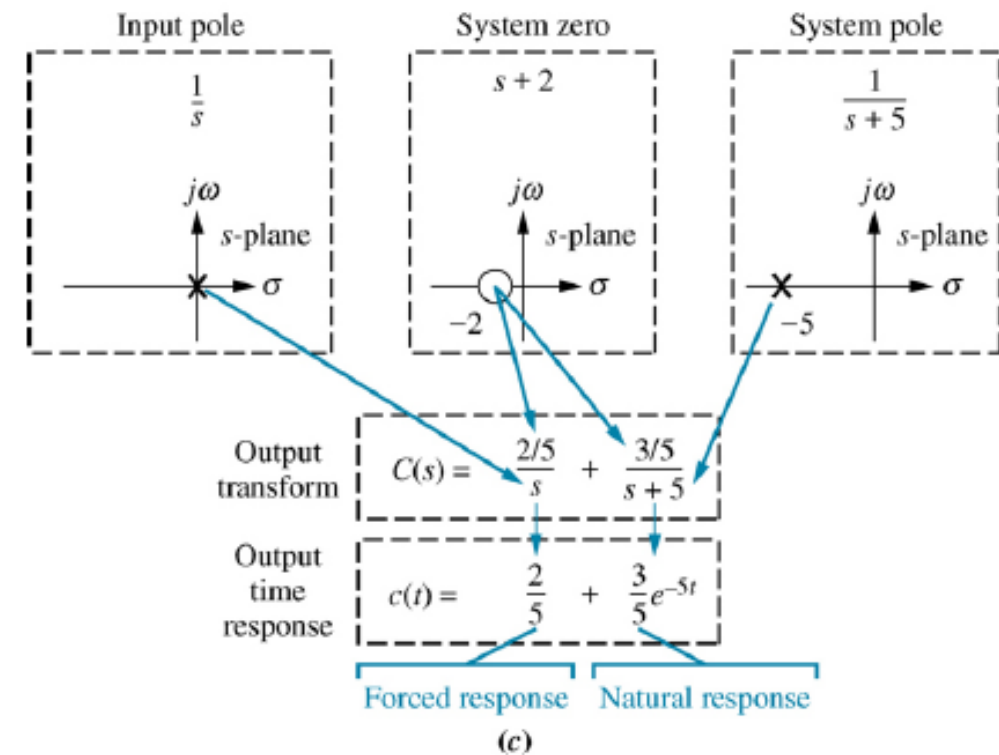 Input pole
System zero
System pole
1/s
s + 2
1/(s + 5)
jω
s-plane
σ
jω
s-plane
σ
−2
jω
s-plane
σ
−5
Output
transform
C(s) = (2/5)/s + (3/5)/(s + 5)
Output
time
response
c(t) = 2/5 + 3/5 e^{−5t}
Forced response
Natural response
(c)